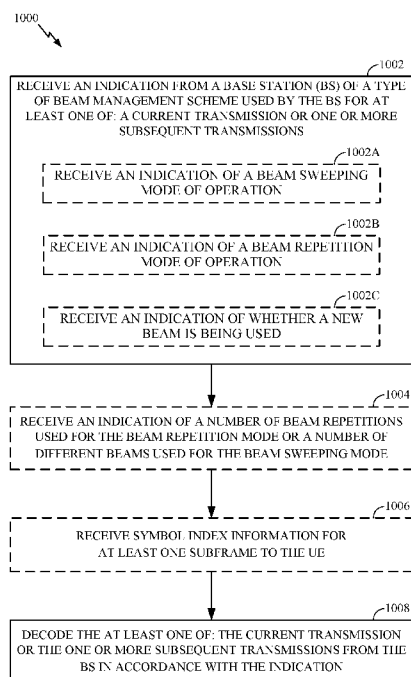 1000
1002
RECEIVE AN INDICATION FROM A BASE STATION (BS) OF A TYPE
OF BEAM MANAGEMENT SCHEME USED BY THE BS FOR AT
LEAST ONE OF: A CURRENT TRANSMISSION OR ONE OR MORE
SUBSEQUENT TRANSMISSIONS
1002A
RECEIVE AN INDICATION OF A BEAM SWEEPING
MODE OF OPERATION
1002B
RECEIVE AN INDICATION OF A BEAM REPETITION
MODE OF OPERATION
1002C
RECEIVE AN INDICATION OF WHETHER A NEW
BEAM IS BEING USED
1004
RECEIVE AN INDICATION OF A NUMBER OF BEAM REPETITIONS
USED FOR THE BEAM REPETITION MODE OR A NUMBER OF
DIFFERENT BEAMS USED FOR THE BEAM SWEEPING MODE
1006
RECEIVE SYMBOL INDEX INFORMATION FOR
AT LEAST ONE SUBFRAME TO THE UE
1008
DECODE THE AT LEAST ONE OF: THE CURRENT TRANSMISSION
OR THE ONE OR MORE SUBSEQUENT TRANSMISSIONS FROM THE
BS IN ACCORDANCE WITH THE INDICATION